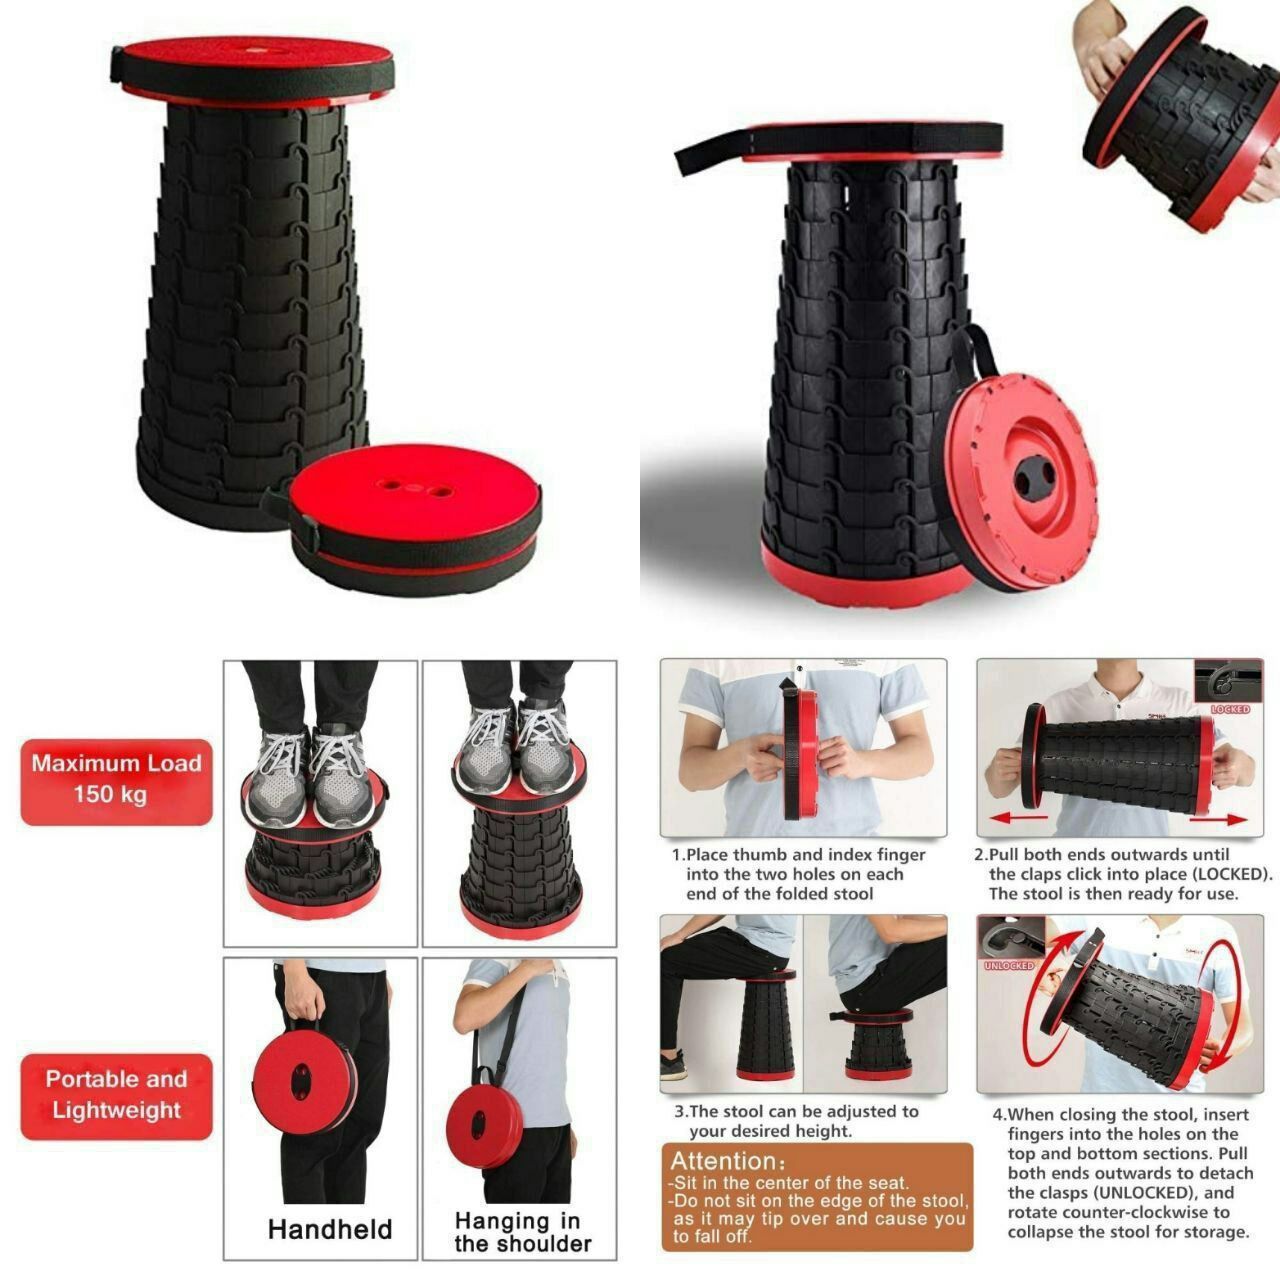 Maximum Load
150 kg
Portable and
Lightweight
Handheld
Hanging in
the shoulder
LOCKED
1.Place thumb and index finger
into the two holes on each
end of the folded stool
2.Pull both ends outwards until
the claps click into place (LOCKED).
The stool is then ready for use.
UNLOCKED
3.The stool can be adjusted to
your desired height.
4.When closing the stool, insert
fingers into the holes on the
top and bottom sections. Pull
both ends outwards to detach
the clasps (UNLOCKED), and
rotate counter-clockwise to
collapse the stool for storage.
Attention:
-Sit in the center of the seat.
-Do not sit on the edge of the stool,
as it may tip over and cause you
to fall off.